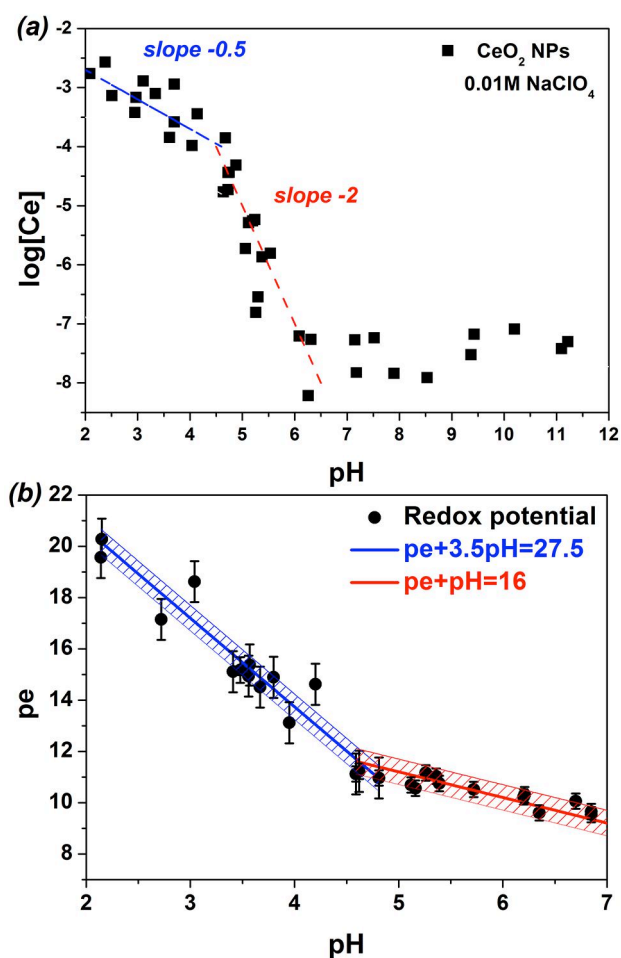 (a)
-2
-3
-4
-5
-6
-7
-8
log[Ce]
slope -0.5
slope -2
CeO₂ NPs
0.01M NaClO₄
2 3 4 5 6 7 8 9 10 11 12
pH
(b)
22
20
18
16
14
12
10
8
pe
Redox potential
pe+3.5pH=27.5
pe+pH=16
2 3 4 5 6 7
pH